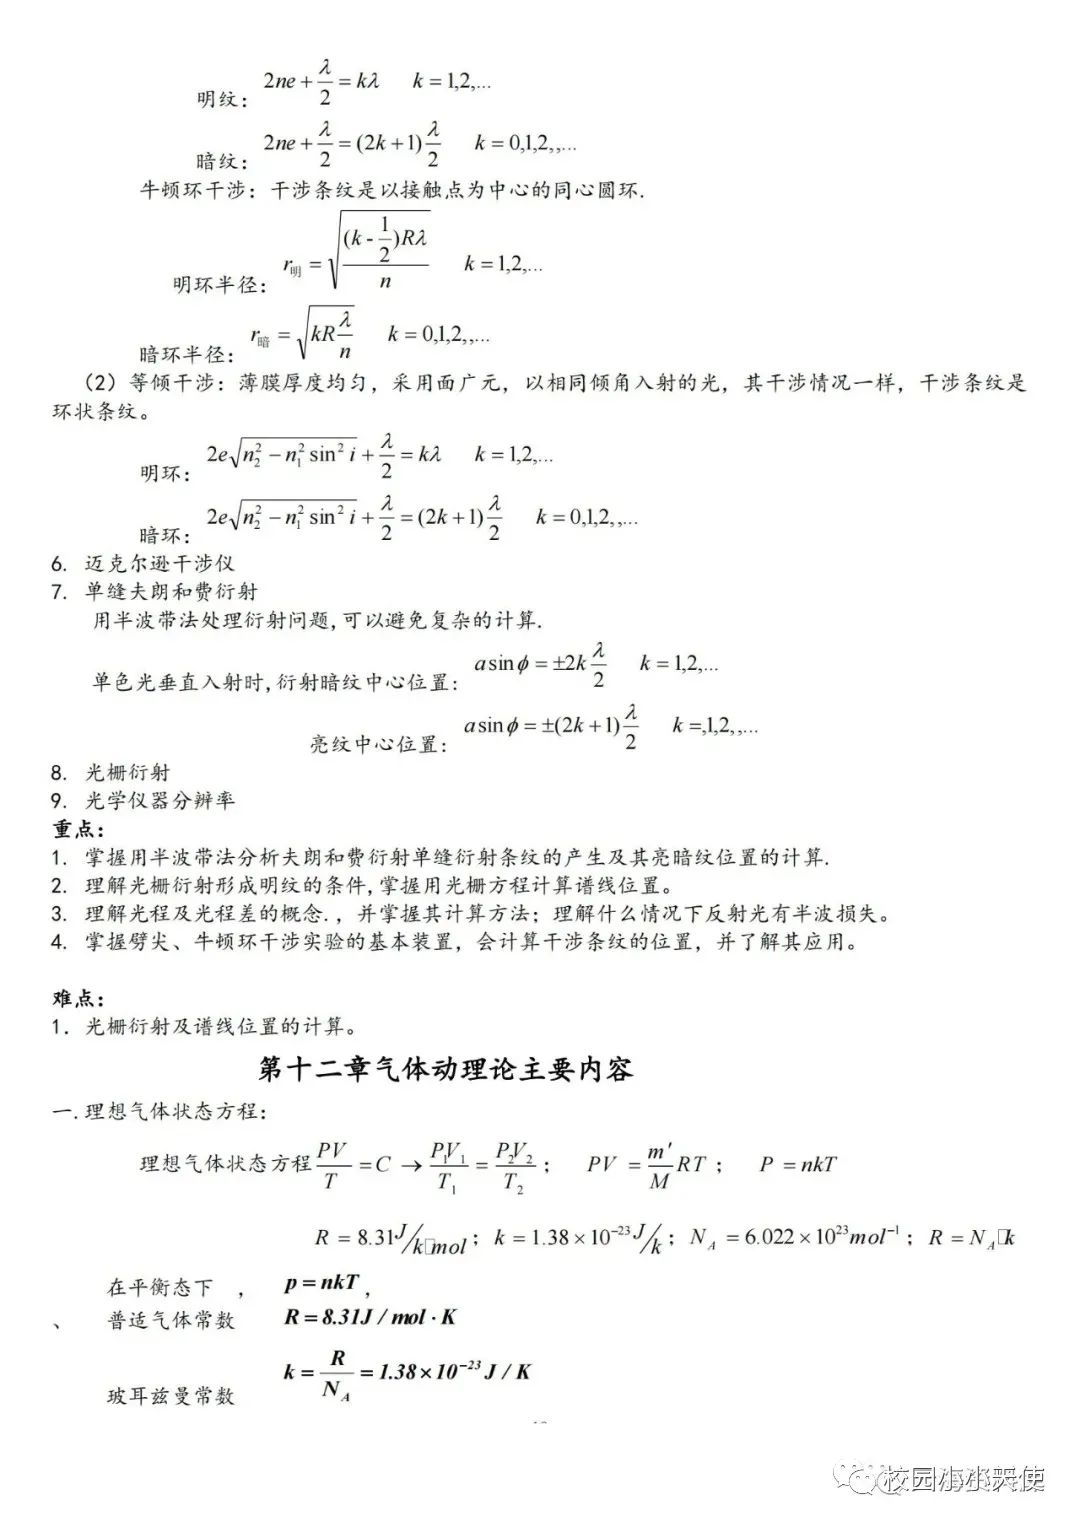 明纹： 2ne + λ/2 = kλ    k = 1,2,...
暗纹： 2ne + λ/2 = (2k + 1) λ/2    k = 0,1,2,,...
牛顿环干涉：干涉条纹是以接触点为中心的同心圆环.
明环半径： r明 = √((k - 1/2)Rλ / n)    k = 1,2,...
暗环半径： r暗 = √(kR λ/n)    k = 0,1,2,,...
（2）等倾干涉：薄膜厚度均匀，采用面广元，以相同倾角入射的光，其干涉情况一样，干涉条纹是
环状条纹。
明环： 2e√(n₂² − n₁² sin² i) + λ/2 = kλ    k = 1,2,...
暗环： 2e√(n₂² − n₁² sin² i) + λ/2 = (2k + 1) λ/2    k = 0,1,2,,...
6. 迈克尔逊干涉仪
7. 单缝夫朗和费衍射
用半波带法处理衍射问题,可以避免复杂的计算.
单色光垂直入射时,衍射暗纹中心位置： a sin ϕ = ±2k λ/2    k = 1,2,...
亮纹中心位置： a sin ϕ = ±(2k + 1) λ/2    k =,1,2,,...
8. 光栅衍射
9. 光学仪器分辨率
重点：
1. 掌握用半波带法分析夫朗和费衍射单缝衍射条纹的产生及其亮暗纹位置的计算.
2. 理解光栅衍射形成明纹的条件,掌握用光栅方程计算谱线位置。
3. 理解光程及光程差的概念.，并掌握其计算方法；理解什么情况下反射光有半波损失。
4. 掌握劈尖、牛顿环干涉实验的基本装置，会计算干涉条纹的位置，并了解其应用。
难点：
1. 光栅衍射及谱线位置的计算。
第十二章气体动理论主要内容
一.理想气体状态方程：
理想气体状态方程 PV/T = C → P₁V₁/T₁ = P₂V₂/T₂ ；  PV = m′/M RT ；  P = nkT
R = 8.31 J/k□mol ； k = 1.38 × 10⁻²³ J/k ； N_A = 6.022 × 10²³ mol⁻¹ ； R = N_A□k
在平衡态下 ， p = nkT ,
、 普适气体常数 R = 8.31J / mol · K
玻耳兹曼常数 k = R/N_A = 1.38×10⁻²³ J / K